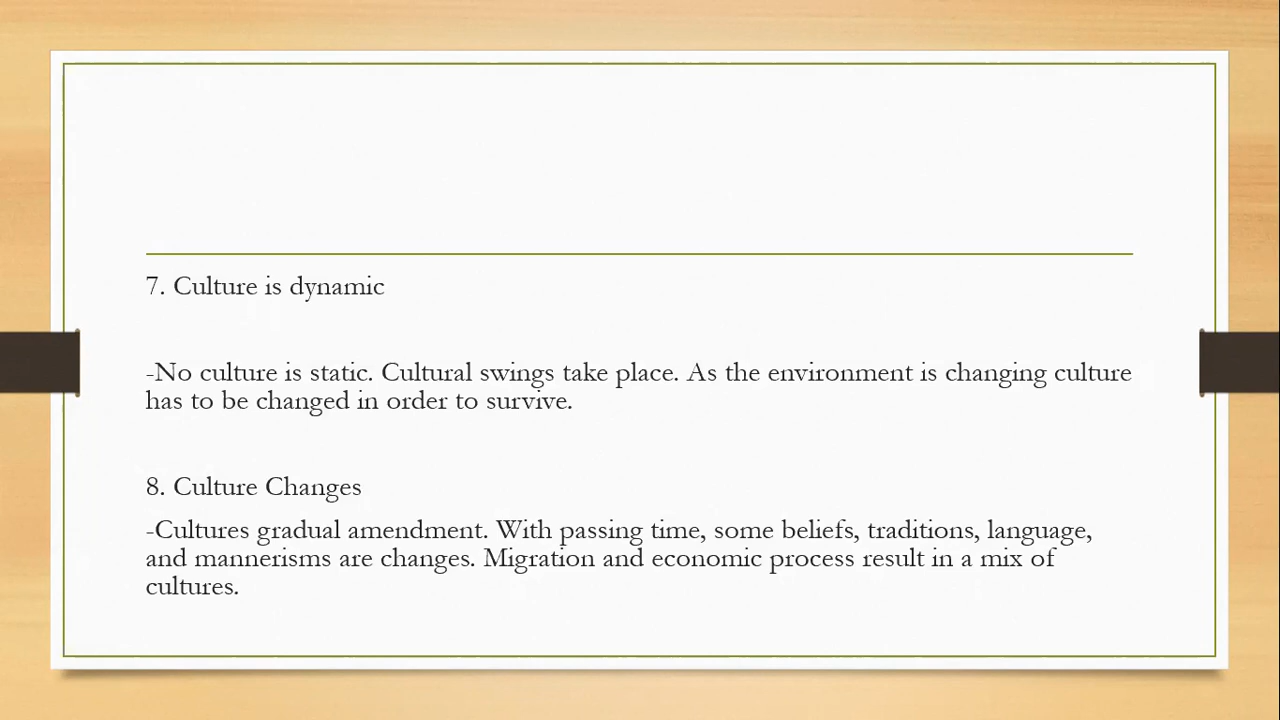 7. Culture is dynamic
-No culture is static. Cultural swings take place. As the environment is changing culture
has to be changed in order to survive.
8. Culture Changes
-Cultures gradual amendment. With passing time, some beliefs, traditions, language,
and mannerisms are changes. Migration and economic process result in a mix of
cultures.